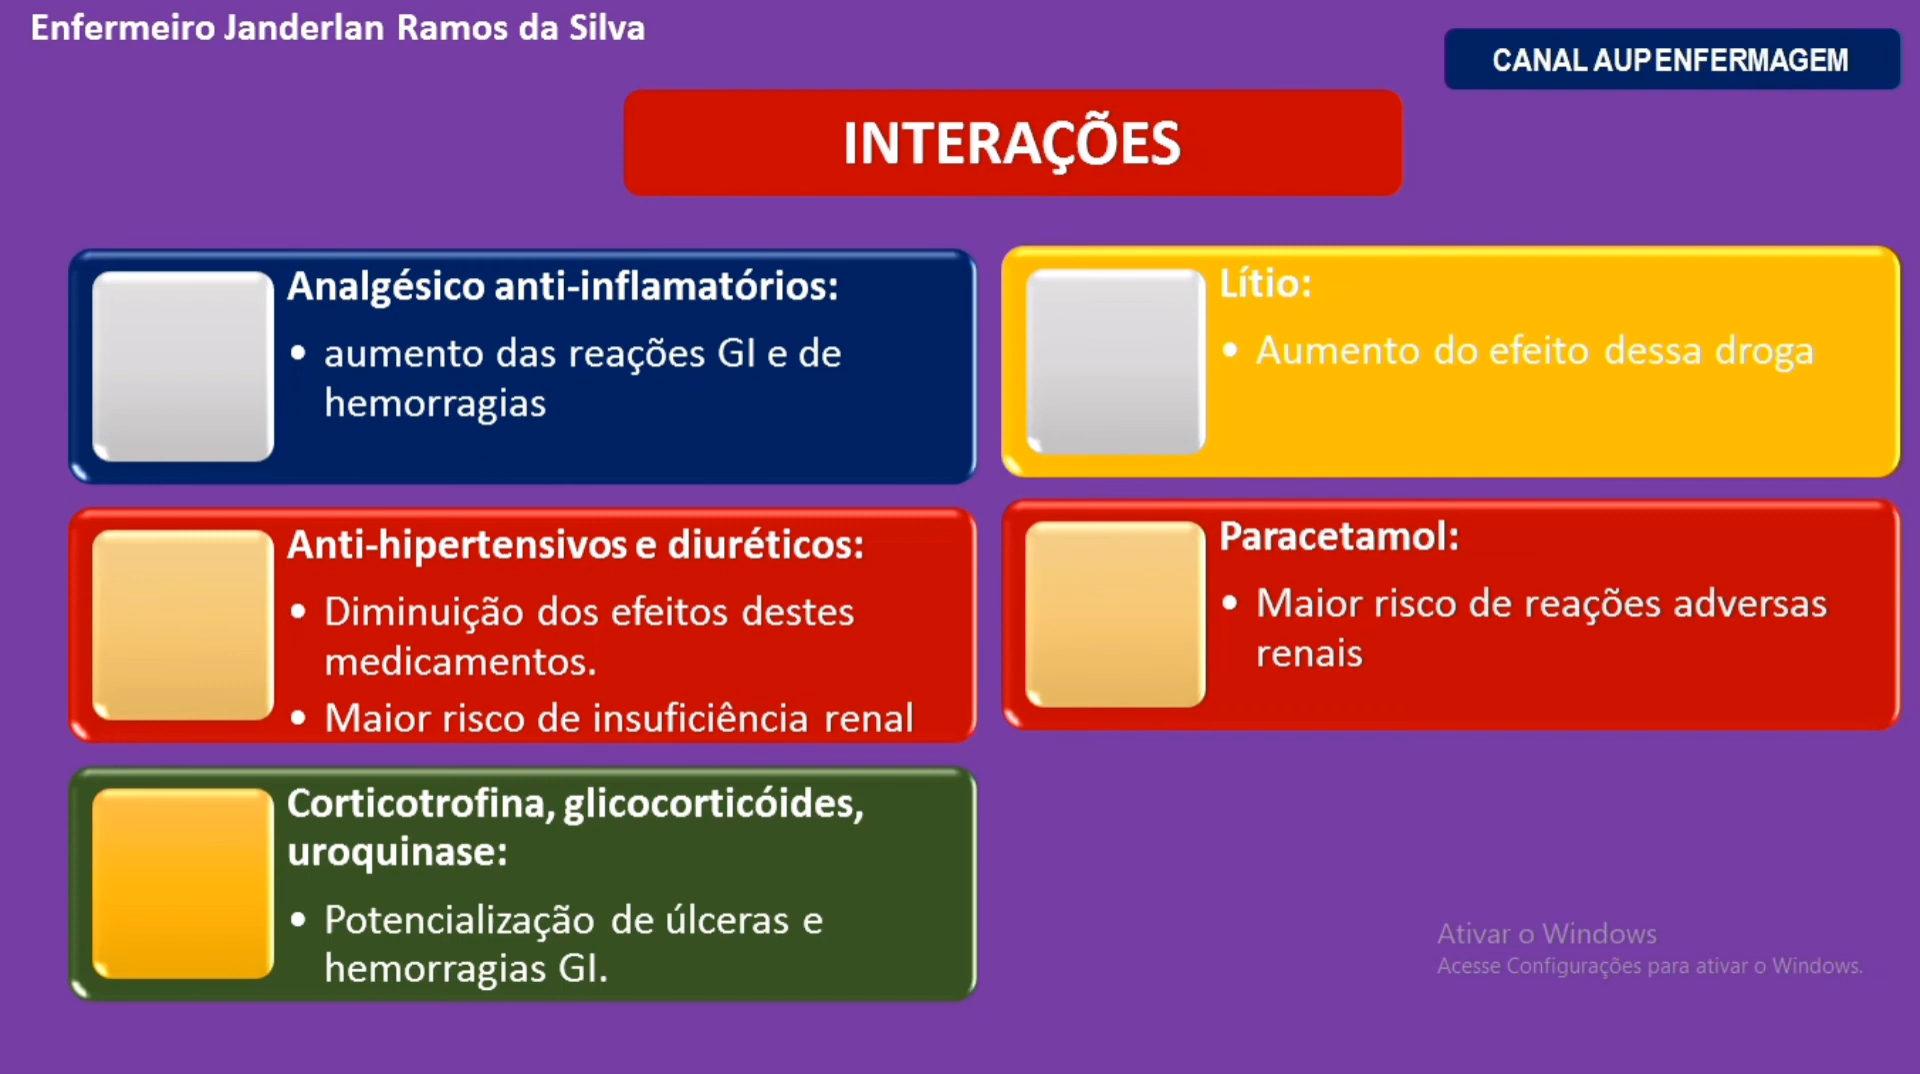 Enfermeiro Janderlan Ramos da Silva
CANAL AUP ENFERMAGEM
INTERAÇÕES
Analgésico anti-inflamatórios:
• aumento das reações GI e de
hemorragias
Anti-hipertensivos e diuréticos:
• Diminuição dos efeitos destes
medicamentos.
• Maior risco de insuficiência renal
Corticotrofina, glicocorticóides,
uroquinase:
• Potencialização de úlceras e
hemorragias GI.
Lítio:
• Aumento do efeito dessa droga
Paracetamol:
• Maior risco de reações adversas
renais
Ativar o Windows
Acesse Configurações para ativar o Windows.